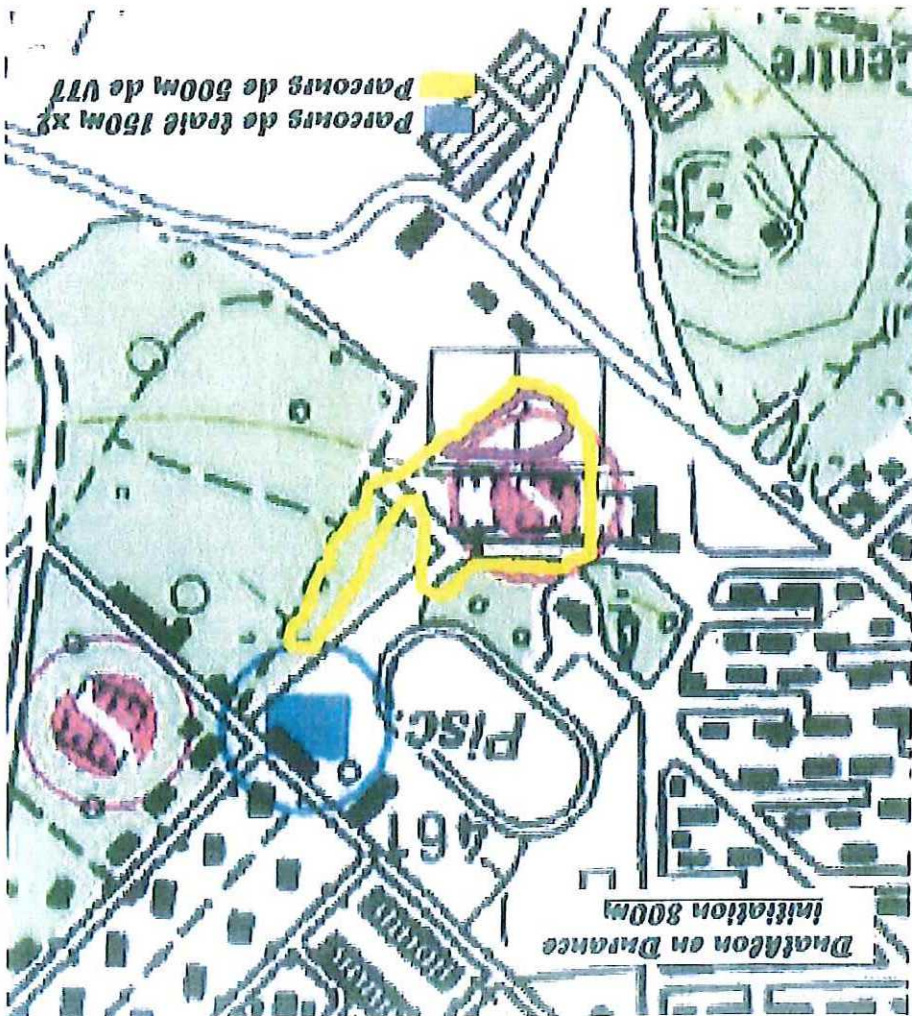 Duathlon en Durance
initiation 800m
461
Pisc.
Parcours de trail 150m x2
Parcours de 500m de VTT
Centre